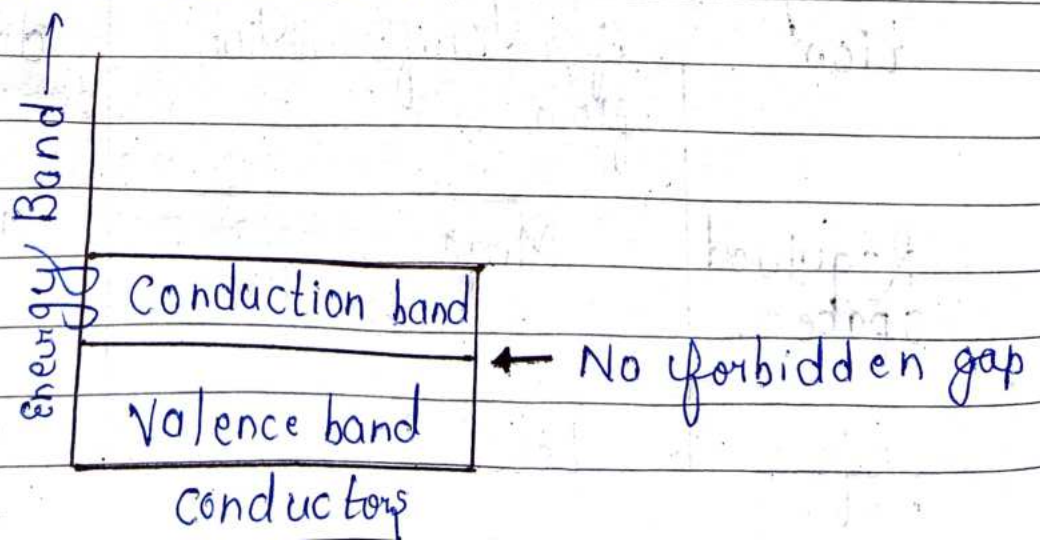 Energy Band
Conduction band
No forbidden gap
Valence band
Conductors